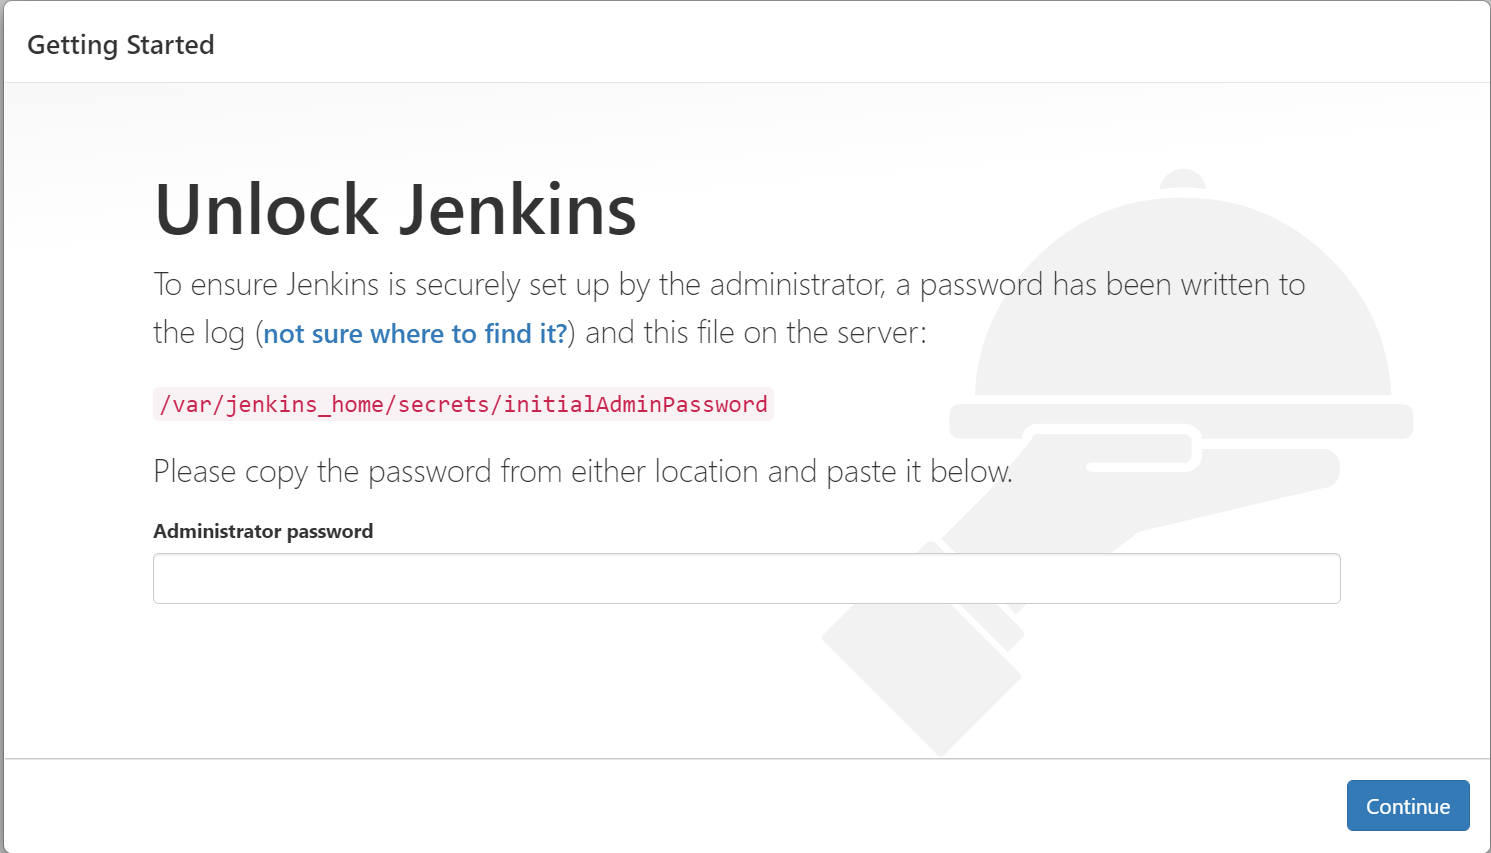 Getting Started
Unlock Jenkins
To ensure Jenkins is securely set up by the administrator, a password has been written to
the log (not sure where to find it?) and this file on the server:
/var/jenkins_home/secrets/initialAdminPassword
Please copy the password from either location and paste it below.
Administrator password
Continue